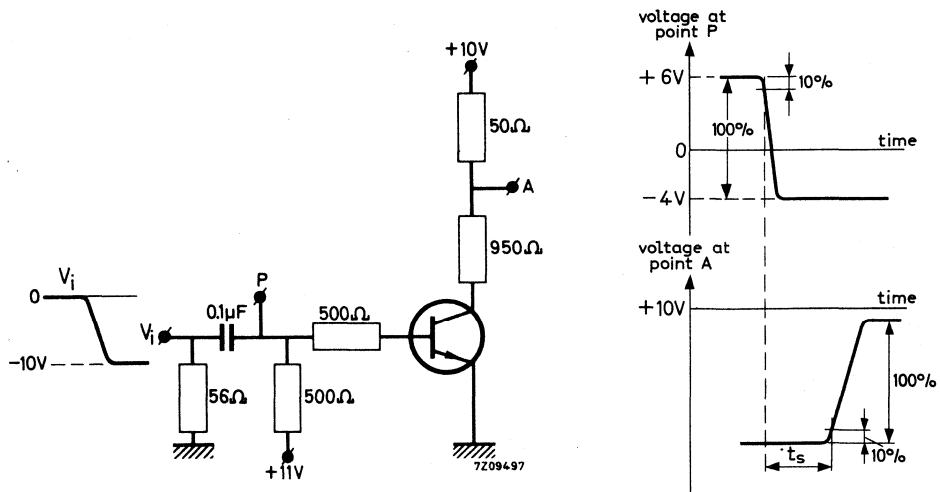 +10V
50Ω
A
950Ω
Vi
0
-10V
P
0.1µF
500Ω
Vi
56Ω
500Ω
+11V
7Z09497
voltage at
point P
+6V
10%
100%
0
time
-4V
voltage at
point A
+10V
time
100%
ts
10%